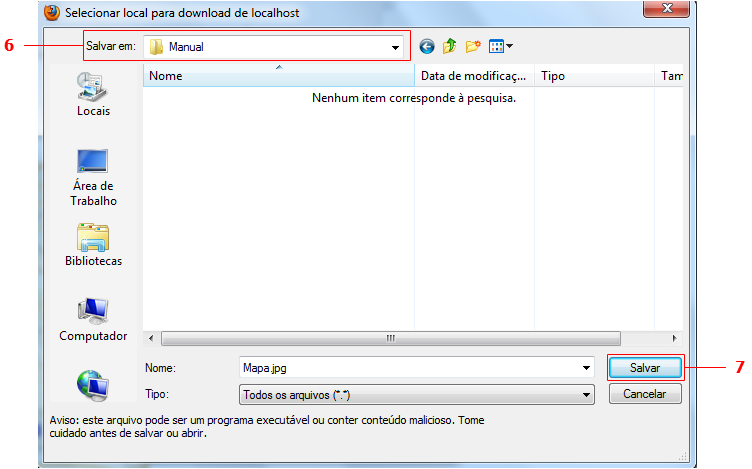 Selecionar local para download de localhost
6
Salvar em: Manual
Nome Data de modificaç... Tipo Tam
Nenhum item corresponde à pesquisa.
Locais
Área de
Trabalho
Bibliotecas
Computador
Nome: Mapa.jpg Salvar
7
Tipo: Todos os arquivos (*.*) Cancelar
Aviso: este arquivo pode ser um programa executável ou conter conteúdo malicioso. Tome
cuidado antes de salvar ou abrir.